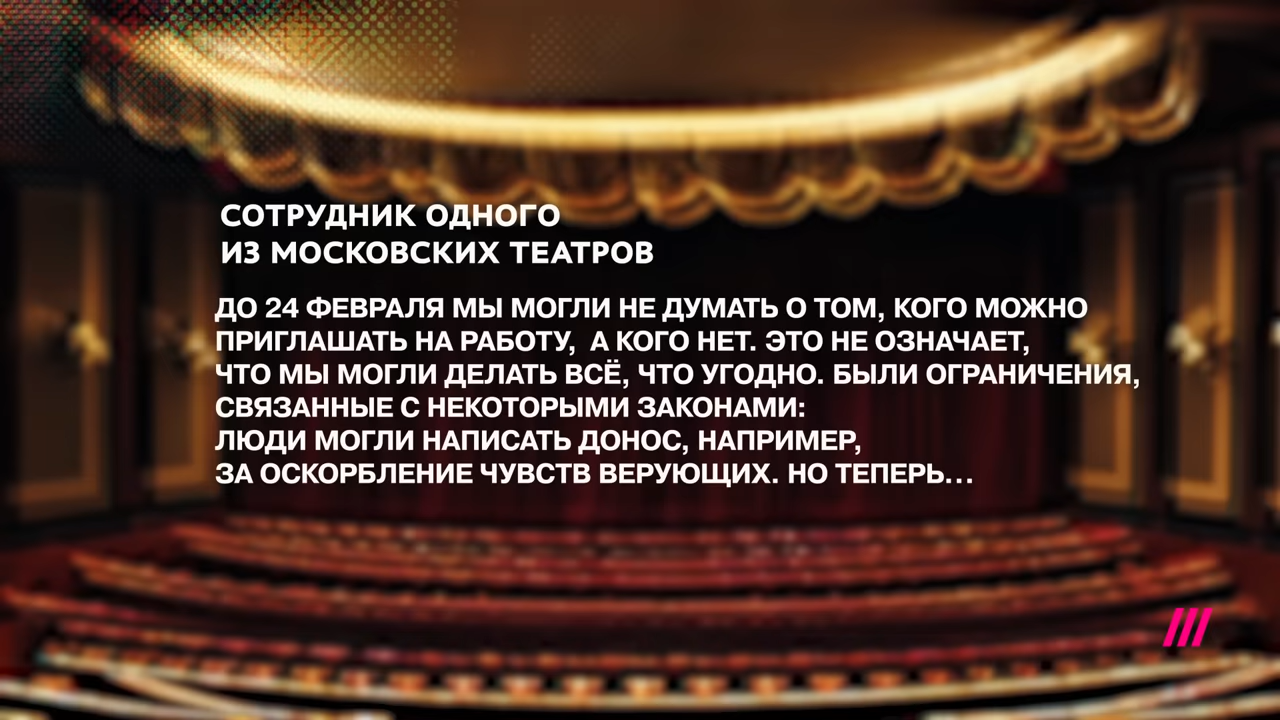 СОТРУДНИК ОДНОГО
ИЗ МОСКОВСКИХ ТЕАТРОВ
ДО 24 ФЕВРАЛЯ МЫ МОГЛИ НЕ ДУМАТЬ О ТОМ, КОГО МОЖНО
ПРИГЛАШАТЬ НА РАБОТУ, А КОГО НЕТ. ЭТО НЕ ОЗНАЧАЕТ,
ЧТО МЫ МОГЛИ ДЕЛАТЬ ВСЁ, ЧТО УГОДНО. БЫЛИ ОГРАНИЧЕНИЯ,
СВЯЗАННЫЕ С НЕКОТОРЫМИ ЗАКОНАМИ:
ЛЮДИ МОГЛИ НАПИСАТЬ ДОНОС, НАПРИМЕР,
ЗА ОСКОРБЛЕНИЕ ЧУВСТВ ВЕРУЮЩИХ. НО ТЕПЕРЬ...